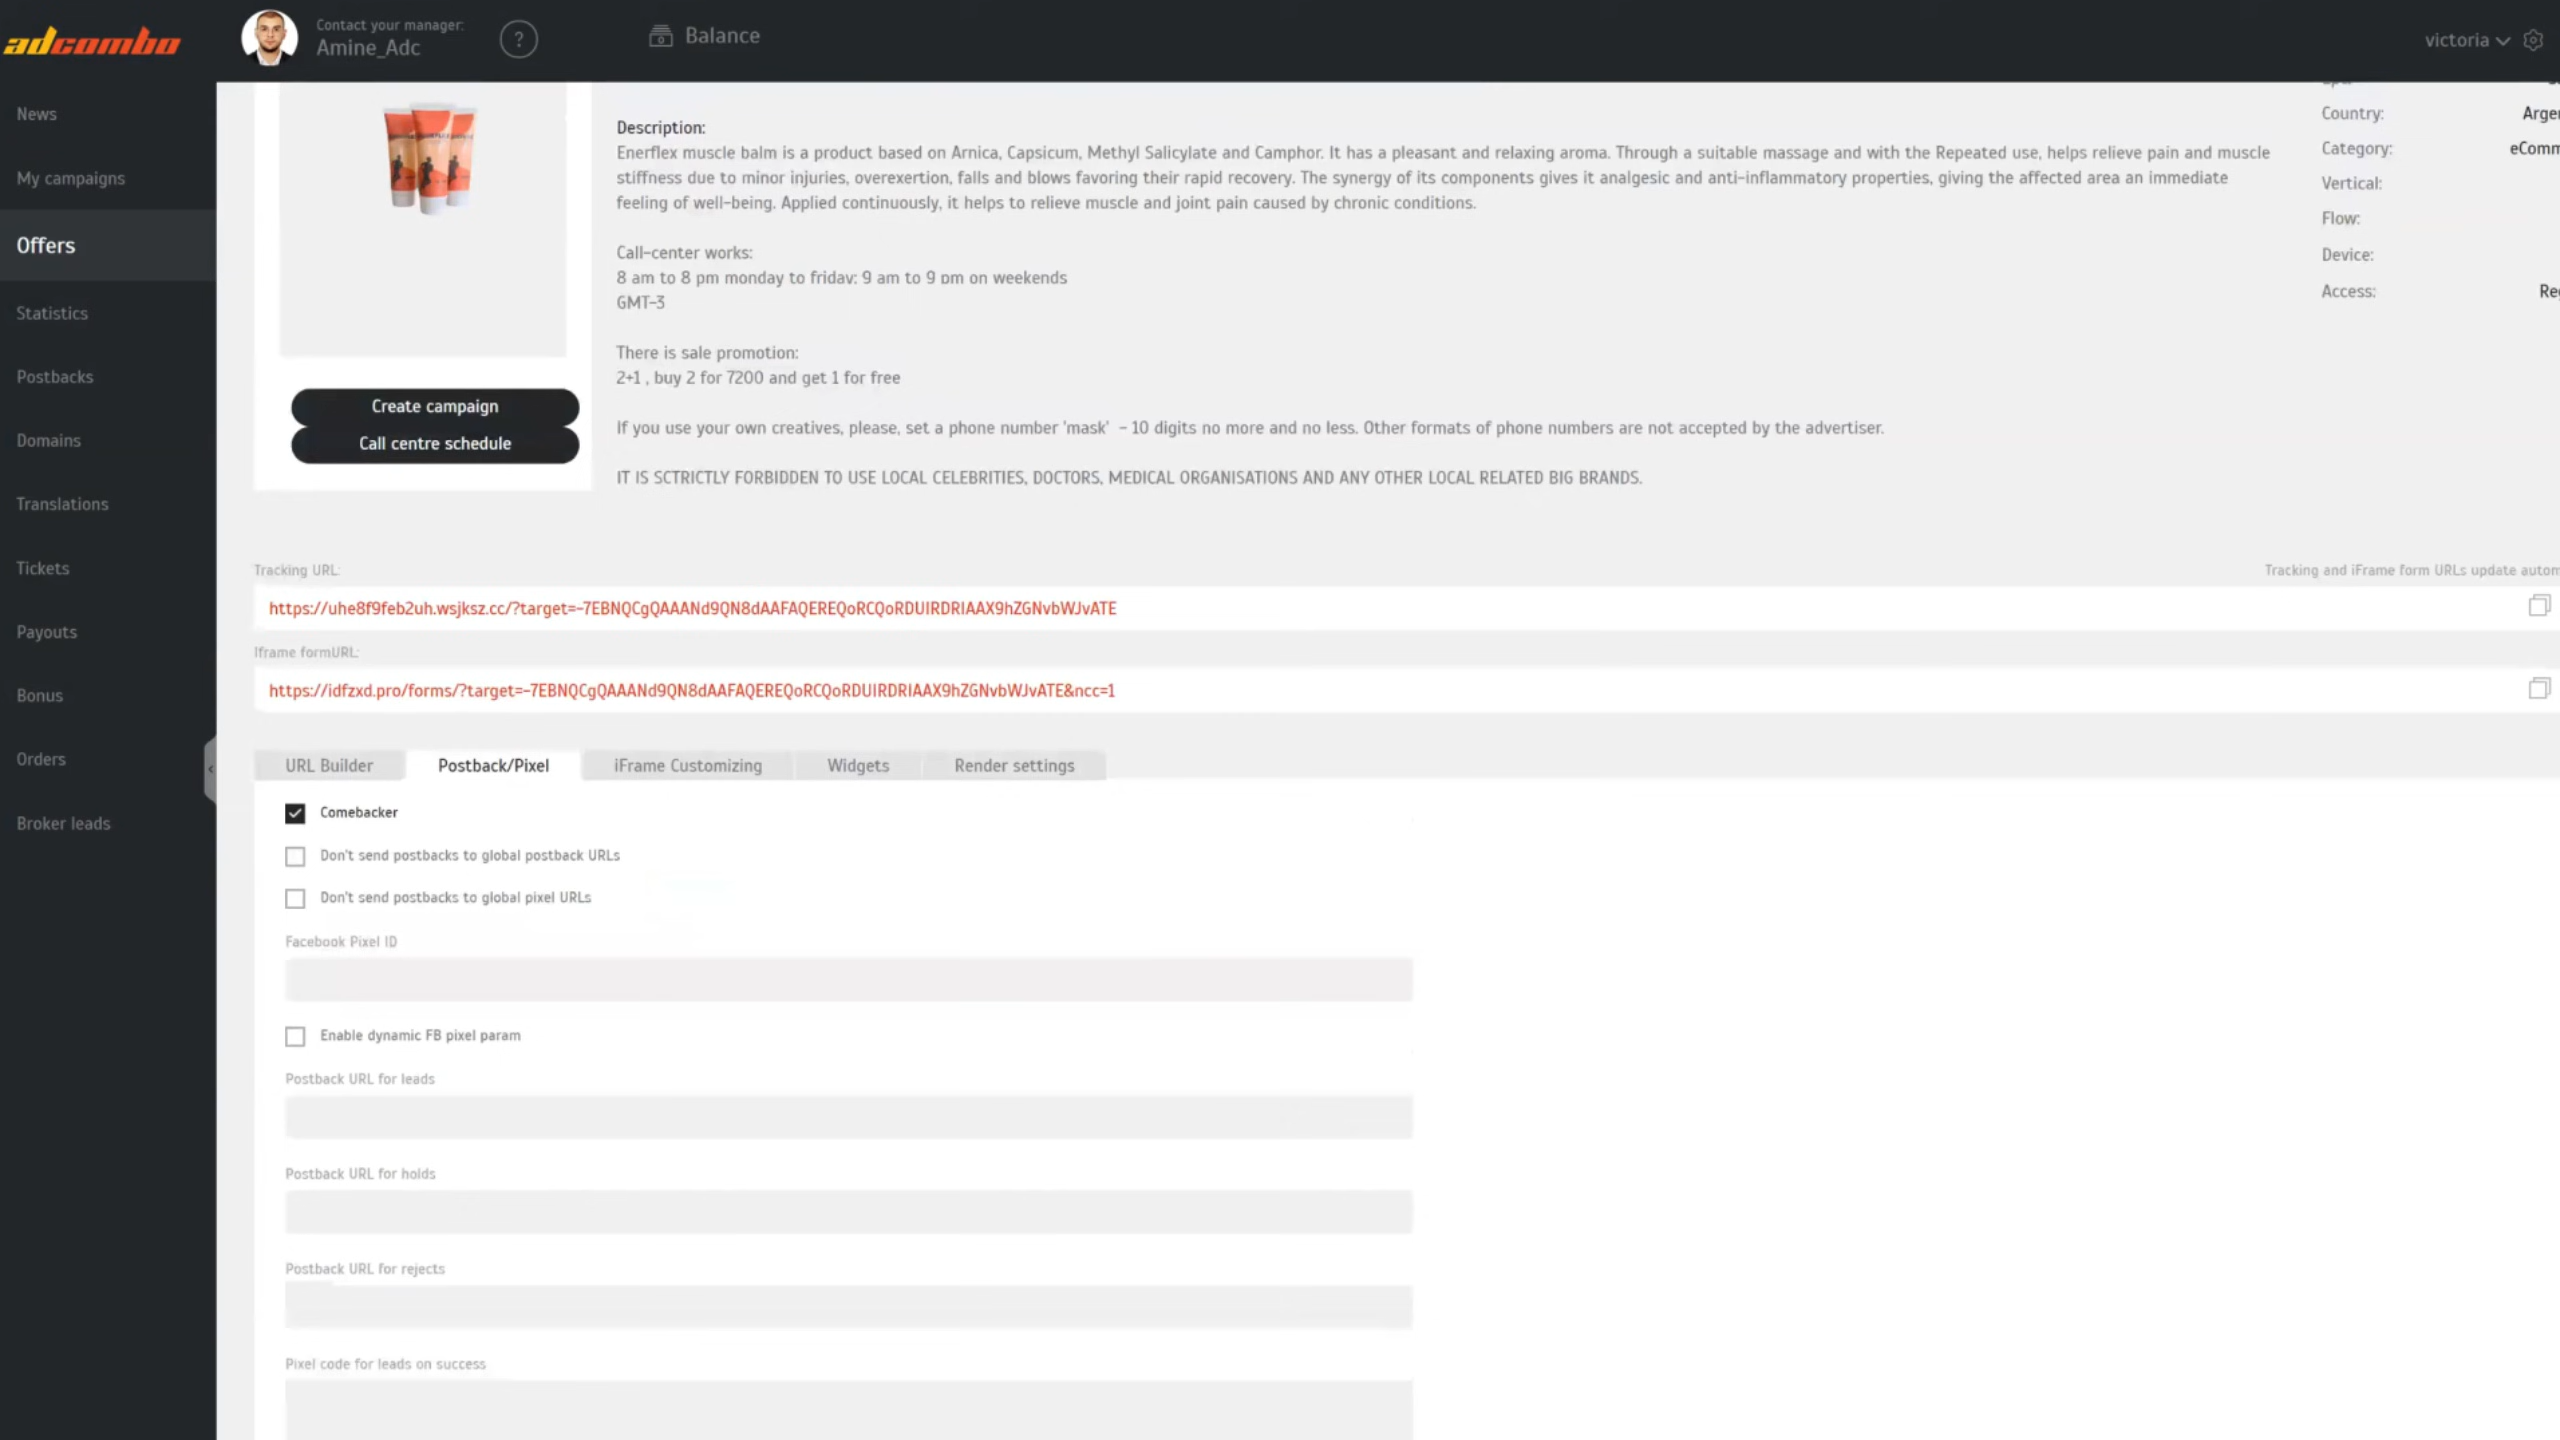 adcombo
Contact your manager:
Amine_Adc
?
Balance
victoria
News
My campaigns
Offers
Statistics
Postbacks
Domains
Translations
Tickets
Payouts
Bonus
Orders
Broker leads
Create campaign
Call centre schedule
Description:
Enerflex muscle balm is a product based on Arnica, Capsicum, Methyl Salicylate and Camphor. It has a pleasant and relaxing aroma. Through a suitable massage and with the Repeated use, helps relieve pain and muscle
stiffness due to minor injuries, overexertion, falls and blows favoring their rapid recovery. The synergy of its components gives it analgesic and anti-inflammatory properties, giving the affected area an immediate
feeling of well-being. Applied continuously, it helps to relieve muscle and joint pain caused by chronic conditions.
Call-center works:
8 am to 8 pm monday to friday: 9 am to 9 pm on weekends
GMT-3
There is sale promotion:
2+1 , buy 2 for 7200 and get 1 for free
If you use your own creatives, please, set a phone number 'mask' - 10 digits no more and no less. Other formats of phone numbers are not accepted by the advertiser.
IT IS SCTRICTLY FORBIDDEN TO USE LOCAL CELEBRITIES, DOCTORS, MEDICAL ORGANISATIONS AND ANY OTHER LOCAL RELATED BIG BRANDS.
Country: Arge
Category: eComm
Vertical:
Flow:
Device:
Access: Re
Tracking URL:
Tracking and iFrame form URLs update autom
https://uhe8f9feb2uh.wsjksz.cc/?target=-7EBNQCgQAAANd9QN8dAAFAQEREQoRCQoRDUIRDRIAAX9hZGNvbWJvATE
Iframe formURL:
https://idfzxd.pro/forms/?target=-7EBNQCgQAAANd9QN8dAAFAQEREQoRCQoRDUIRDRIAAX9hZGNvbWJvATE&ncc=1
URL Builder
Postback/Pixel
iFrame Customizing
Widgets
Render settings
Comebacker
Don't send postbacks to global postback URLs
Don't send postbacks to global pixel URLs
Facebook Pixel ID
Enable dynamic FB pixel param
Postback URL for leads
Postback URL for holds
Postback URL for rejects
Pixel code for leads on success